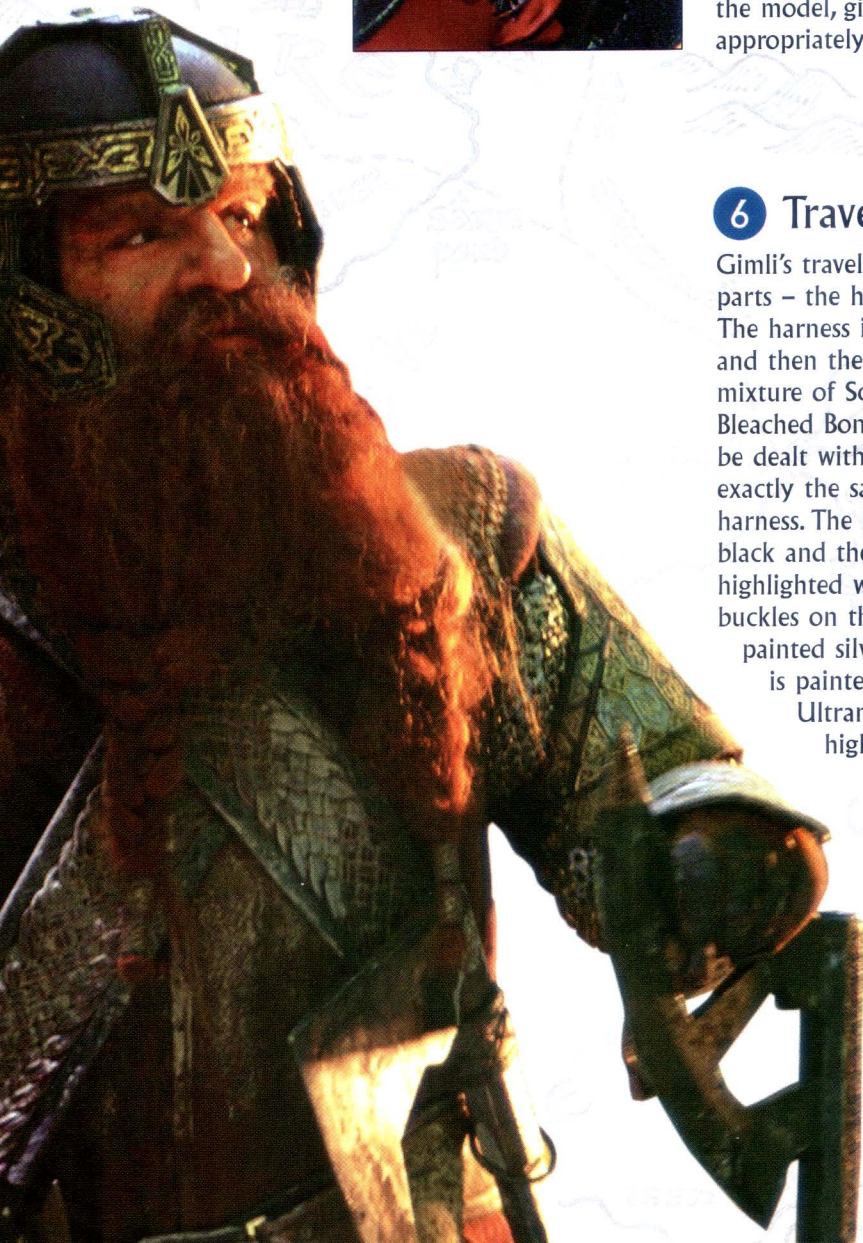 the model, gi
appropriately
6 Trave
Gimli's travel
parts – the h
The harness i
and then the
mixture of Sc
Bleached Bon
be dealt with
exactly the sa
harness. The
black and the
highlighted w
buckles on th
painted silv
is painte
Ultran
high